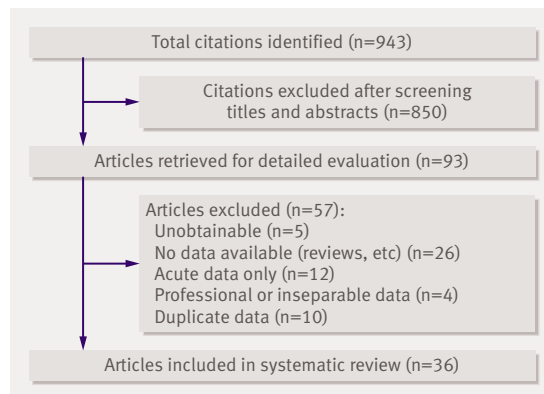 Total citations identified (n=943)
Citations excluded after screening
titles and abstracts (n=850)
Articles retrieved for detailed evaluation (n=93)
Articles excluded (n=57):
Unobtainable (n=5)
No data available (reviews, etc) (n=26)
Acute data only (n=12)
Professional or inseparable data (n=4)
Duplicate data (n=10)
Articles included in systematic review (n=36)